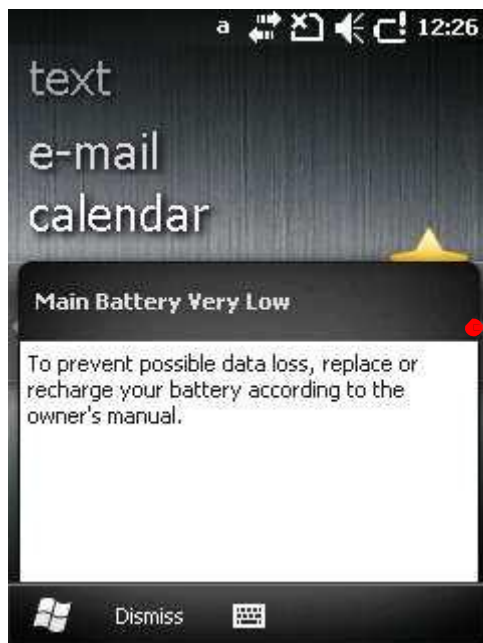 a 12:26
text
e-mail
calendar
Main Battery Very Low
To prevent possible data loss, replace or
recharge your battery according to the
owner's manual.
Dismiss